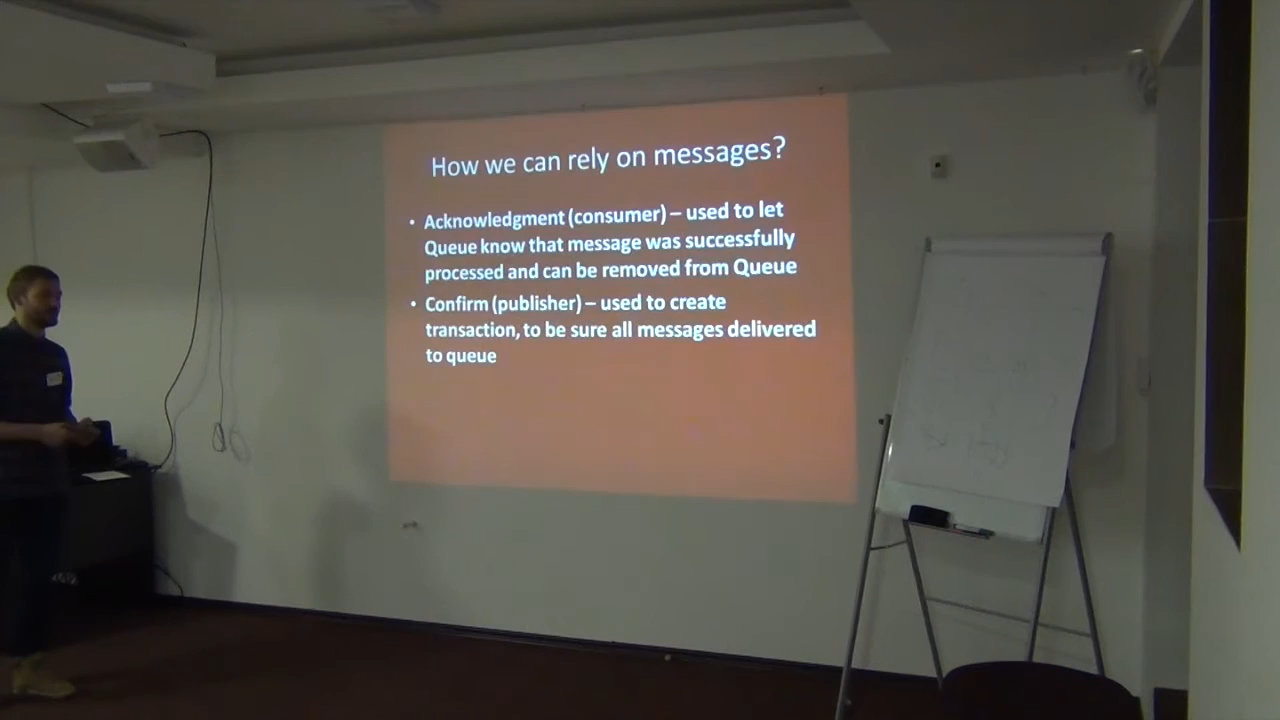 How we can rely on messages?
• Acknowledgment (consumer) – used to let
Queue know that message was successfully
processed and can be removed from Queue
• Confirm (publisher) – used to create
transaction, to be sure all messages delivered
to queue